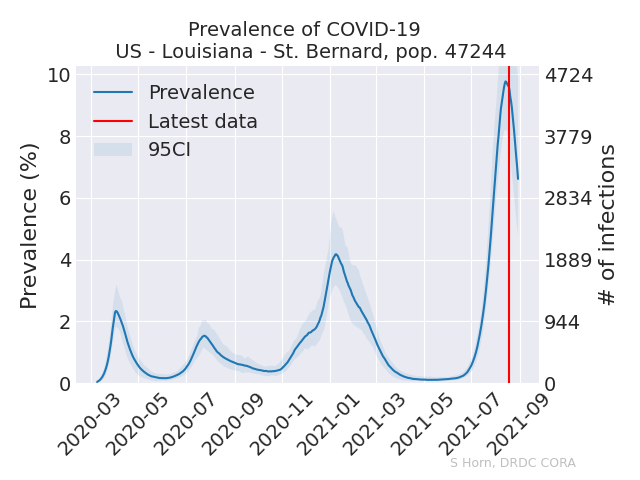 Prevalence of COVID-19
US - Louisiana - St. Bernard, pop. 47244
Prevalence
Latest data
95CI
Prevalence (%)
10
8
6
4
2
0
4724
3779
2834
1889
944
0
# of infections
2020-03
2020-05
2020-07
2020-09
2020-11
2021-01
2021-03
2021-05
2021-07
2021-09
S Horn, DRDC CORA